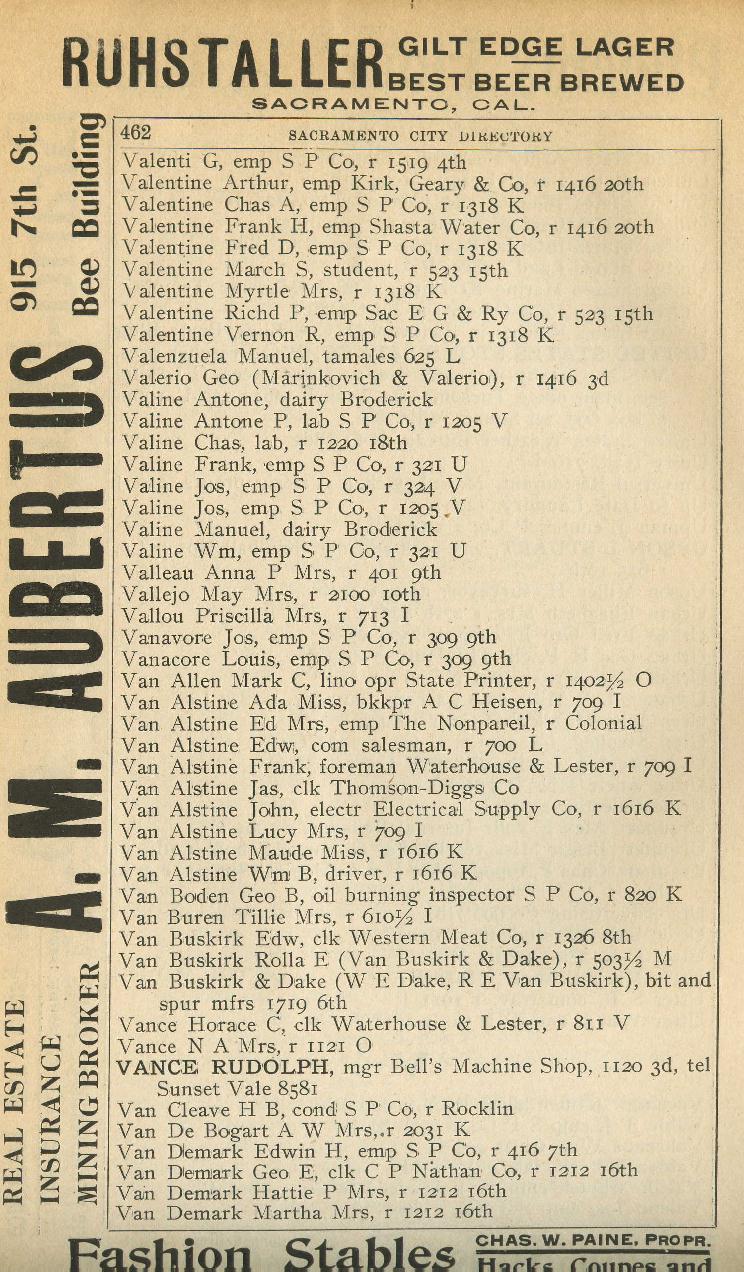 RUHSTALLER GILT EDGE LAGER
BEST BEER BREWED
SACRAMENTO, CAL.
A. M. AUBERTUS 915 7th St.
Bee Building
REAL ESTATE
INSURANCE
MINING BROKER
462 SACRAMENTO CITY DIRECTORY
Valenti G, emp S P Co, r 1519 4th
Valentine Arthur, emp Kirk, Geary & Co, r 1416 20th
Valentine Chas A, emp S P Co, r 1318 K
Valentine Frank H, emp Shasta Water Co, r 1416 20th
Valentine Fred D, emp S P Co, r 1318 K
Valentine March S, student, r 523 15th
Valentine Myrtle Mrs, r 1318 K
Valentine Richd P, emp Sac E G & Ry Co, r 523 15th
Valentine Vernon R, emp S P Co, r 1318 K
Valenzuela Manuel, tamales 625 L
Valerio Geo (Marinkovich & Valerio), r 1416 3d
Valine Antone, dairy Broderick
Valine Antone P, lab S P Co, r 1205 V
Valine Chas, lab, r 1220 18th
Valine Frank, emp S P Co, r 321 U
Valine Jos, emp S P Co, r 324 V
Valine Jos, emp S P Co, r 1205 V
Valine Manuel, dairy Broderick
Valine Wm, emp S P Co, r 321 U
Valleau Anna P Mrs, r 401 9th
Vallejo May Mrs, r 2100 10th
Vallou Priscilla Mrs, r 713 I
Vanavore Jos, emp S P Co, r 309 9th
Vanacore Louis, emp S P Co, r 309 9th
Van Allen Mark C, lino opr State Printer, r 1402½ O
Van Alstine Ada Miss, bkkpr A C Heisen, r 709 I
Van Alstine Ed Mrs, emp The Nonpareil, r Colonial
Van Alstine Edw, com salesman, r 700 L
Van Alstine Frank, foreman Waterhouse & Lester, r 709 I
Van Alstine Jas, clk Thomson-Diggs Co
Van Alstine John, electr Electrical Supply Co, r 1616 K
Van Alstine Lucy Mrs, r 709 I
Van Alstine Maude Miss, r 1616 K
Van Alstine Wm B, driver, r 1616 K
Van Boden Geo B, oil burning inspector S P Co, r 820 K
Van Buren Tillie Mrs, r 610½ I
Van Buskirk Edw, clk Western Meat Co, r 1326 8th
Van Buskirk Rolla E (Van Buskirk & Dake), r 503½ M
Van Buskirk & Dake (W E Dake, R E Van Buskirk), bit and
spur mfrs 1719 6th
Vance Horace C, clk Waterhouse & Lester, r 811 V
Vance N A Mrs, r 1121 O
VANCE RUDOLPH, mgr Bell's Machine Shop, 1120 3d, tel
Sunset Vale 8581
Van Cleave H B, cond S P Co, r Rocklin
Van De Bogart A W Mrs, r 2031 K
Van Demark Edwin H, emp S P Co, r 416 7th
Van Demark Geo E, clk C P Nathan Co, r 1212 16th
Van Demark Hattie P Mrs, r 1212 16th
Van Demark Martha Mrs, r 1212 16th
Fashion Stables CHAS. W. PAINE, PROPR.
Hacks, Coupes and